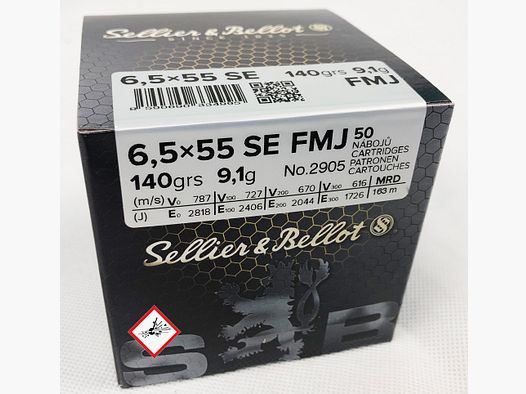 Sellier & Bellot
6,5×55 SE 140grs 9,1g
FMJ
6,5×55 SE FMJ 50
NÁBOJŮ
CARTRIDGES
PATRONEN
CARTOUCHES
140grs 9,1g No.2905
(m/s) V0 787 V100 727 V200 670 V300 616 MRD
(J) E0 2818 E100 2406 E200 2044 E300 1726 163 m
Sellier & Bellot S&B
S&B